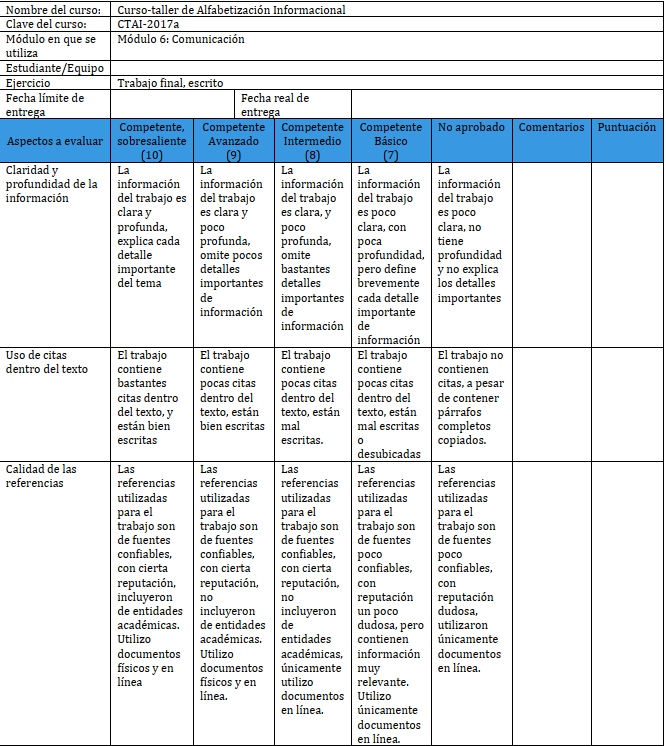 Nombre del curso: Curso-taller de Alfabetización Informacional
Clave del curso: CTAI-2017a
Módulo en que se utiliza Módulo 6: Comunicación
Estudiante/Equipo
Ejercicio Trabajo final, escrito
Fecha límite de entrega Fecha real de entrega
Aspectos a evaluar
Competente, sobresaliente (10)
Competente Avanzado (9)
Competente Intermedio (8)
Competente Básico (7)
No aprobado
Comentarios
Puntuación
Claridad y
profundidad de la
información
La
información
del trabajo es
clara y
profunda,
explica cada
detalle
importante
del tema
La
información
del trabajo
es clara y
poco
profunda,
omite pocos
detalles
importantes
de
información
La
información
del trabajo
es clara, y
poco
profunda,
omite
bastantes
detalles
importantes
de
información
La
información
del trabajo
es poco
clara, con
poca
profundidad,
pero define
brevemente
cada detalle
importante
de
información
La
información
del trabajo
es poco
clara, no
tiene
profundidad
y no explica
los detalles
importantes
Uso de citas
dentro del texto
El trabajo
contiene
bastantes
citas dentro
del texto, y
están bien
escritas
El trabajo
contiene
pocas citas
dentro del
texto, están
bien escritas
El trabajo
contiene
pocas citas
dentro del
texto, están
mal
escritas.
El trabajo
contiene
pocas citas
dentro del
texto, están
mal escritas
o
desubicadas
El trabajo no
contienen
citas, a pesar
de contener
párrafos
completos
copiados.
Calidad de las
referencias
Las
referencias
utilizadas
para el
trabajo son
de fuentes
confiables,
con cierta
reputación,
incluyeron
de entidades
académicas.
Utilizo
documentos
físicos y en
línea
Las
referencias
utilizadas
para el
trabajo son
de fuentes
confiables,
con cierta
reputación,
no
incluyeron
de entidades
académicas.
Utilizo
documentos
físicos y en
línea.
Las
referencias
utilizadas
para el
trabajo son
de fuentes
confiables,
con cierta
reputación,
no
incluyeron
de
entidades
académicas,
únicamente
utilizo
documentos
en línea.
Las
referencias
utilizadas
para el
trabajo son
de fuentes
poco
confiables,
con
reputación
un poco
dudosa, pero
contienen
información
muy
relevante.
Utilizo
únicamente
documentos
en línea.
Las
referencias
utilizadas
para el
trabajo son
de fuentes
poco
confiables,
con
reputación
dudosa,
utilizaron
únicamente
documentos
en línea.